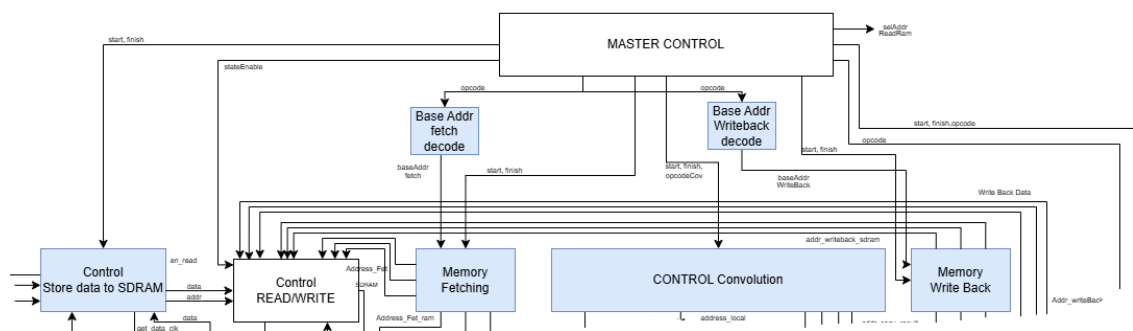 selAddr
ReadRam
start, finish
MASTER CONTROL
stateEnable
opcode
opcode
Base Addr
fetch
decode
Base Addr
Writeback
decode
start, finish,opcode
opcode
baseAddr
fetch
start, finish
start, finish,
opcodeCov
start, finish
baseAddr
WriteBack
Write Back Data
addr_writeback_sdram
en_read
Control
Store data to SDRAM
data
addr
Control
READ/WRITE
Address_Fet
SDRAM
Memory
Fetching
CONTROL Convolution
Memory
Write Back
Addr_writeBack
data
get_data_clk
Address_Fet_ram
address_local